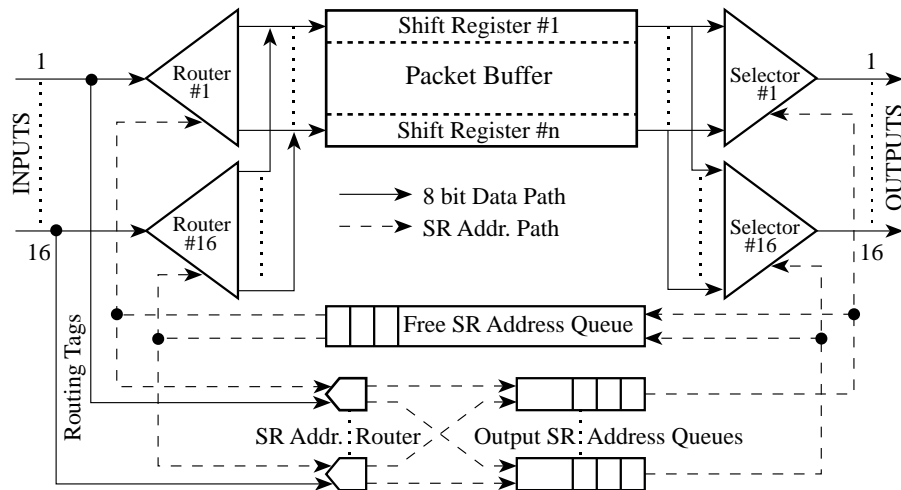 Shift Register #1
Packet Buffer
Shift Register #n
1
Router
#1
Selector
#1
1
INPUTS
OUTPUTS
16
Router
#16
8 bit Data Path
SR Addr. Path
Selector
#16
16
Free SR Address Queue
Routing Tags
SR Addr. Router
Output SR Address Queues